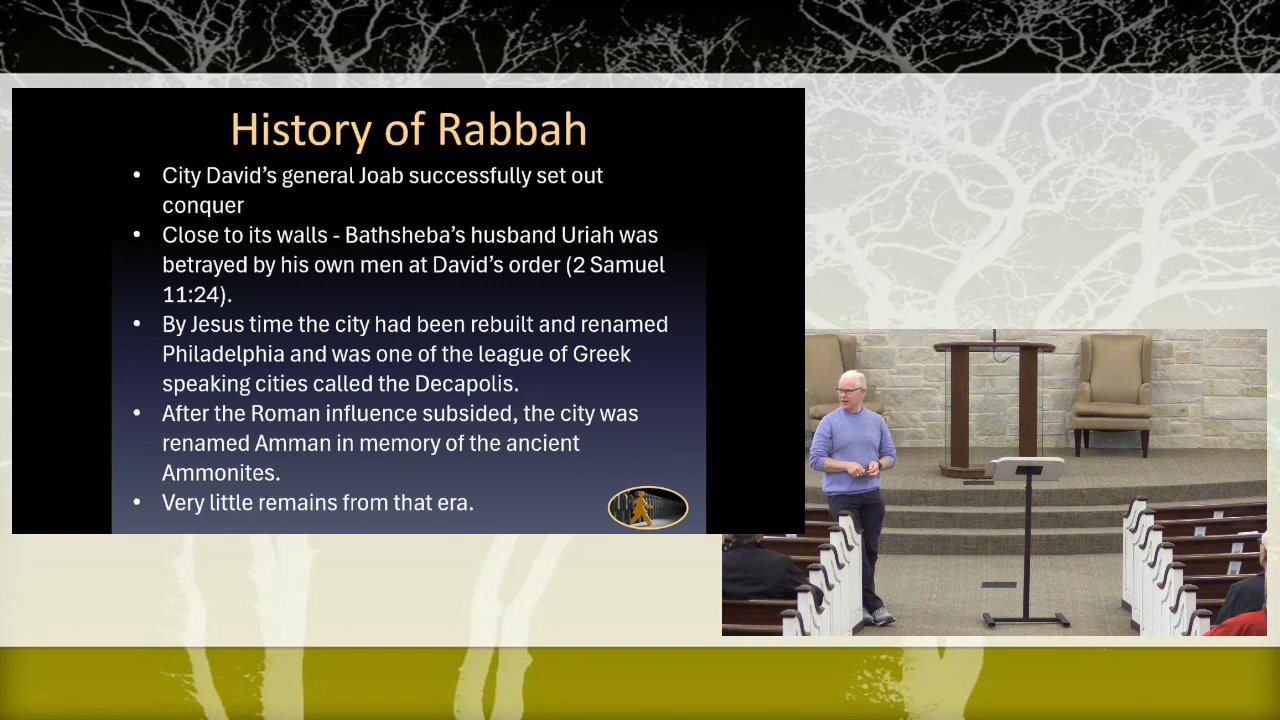 History of Rabbah
• City David’s general Joab successfully set out
conquer
• Close to its walls - Bathsheba’s husband Uriah was
betrayed by his own men at David’s order (2 Samuel
11:24).
• By Jesus time the city had been rebuilt and renamed
Philadelphia and was one of the league of Greek
speaking cities called the Decapolis.
• After the Roman influence subsided, the city was
renamed Amman in memory of the ancient
Ammonites.
• Very little remains from that era.